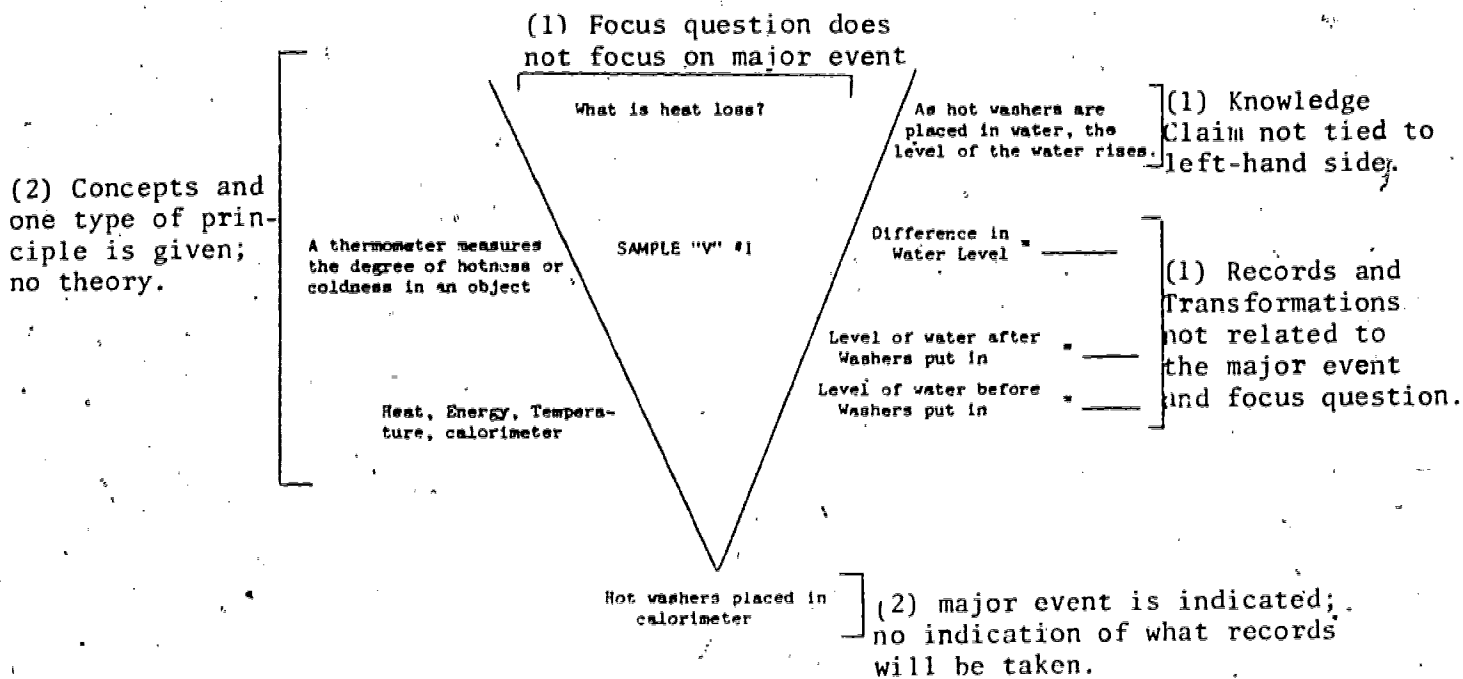 (1) Focus question does
not focus on major event
What is heat loss?
As hot washers are
placed in water, the
level of the water rises.
(1) Knowledge
Claim not tied to
left-hand side.
(2) Concepts and
one type of prin-
ciple is given;
no theory.
A thermometer measures
the degree of hotness or
coldness in an object
SAMPLE "V" #1
Difference in
Water Level = ______
(1) Records and
Transformations
not related to
the major event
and focus question.
Level of water after
Washers put in = ____
Level of water before
Washers put in = ____
Heat, Energy, Tempera-
ture, calorimeter
Hot washers placed in
calorimeter
(2) major event is indicated;
no indication of what records
will be taken.